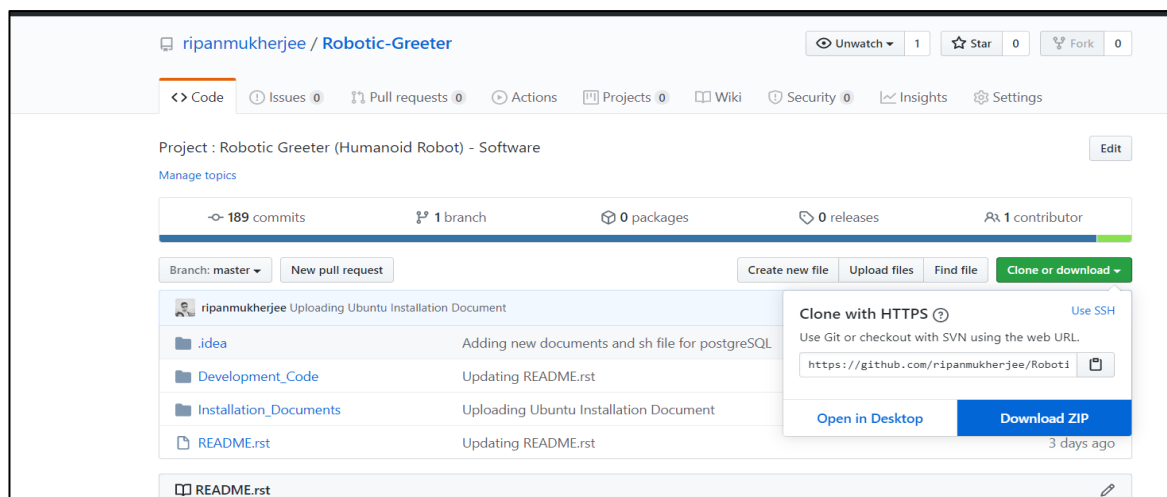 ripanmukherjee / Robotic-Greeter
Unwatch 1 Star 0 Fork 0
Code Issues 0 Pull requests 0 Actions Projects 0 Wiki Security 0 Insights Settings
Project : Robotic Greeter (Humanoid Robot) - Software Edit
Manage topics
189 commits 1 branch 0 packages 0 releases 1 contributor
Branch: master New pull request Create new file Upload files Find file Clone or download
ripanmukherjee Uploading Ubuntu Installation Document
.idea Adding new documents and sh file for postgreSQL
Development_Code Updating README.rst
Installation_Documents Uploading Ubuntu Installation Document
README.rst Updating README.rst 3 days ago
Clone with HTTPS ? Use SSH
Use Git or checkout with SVN using the web URL.
https://github.com/ripanmukherjee/Roboti
Open in Desktop Download ZIP
README.rst